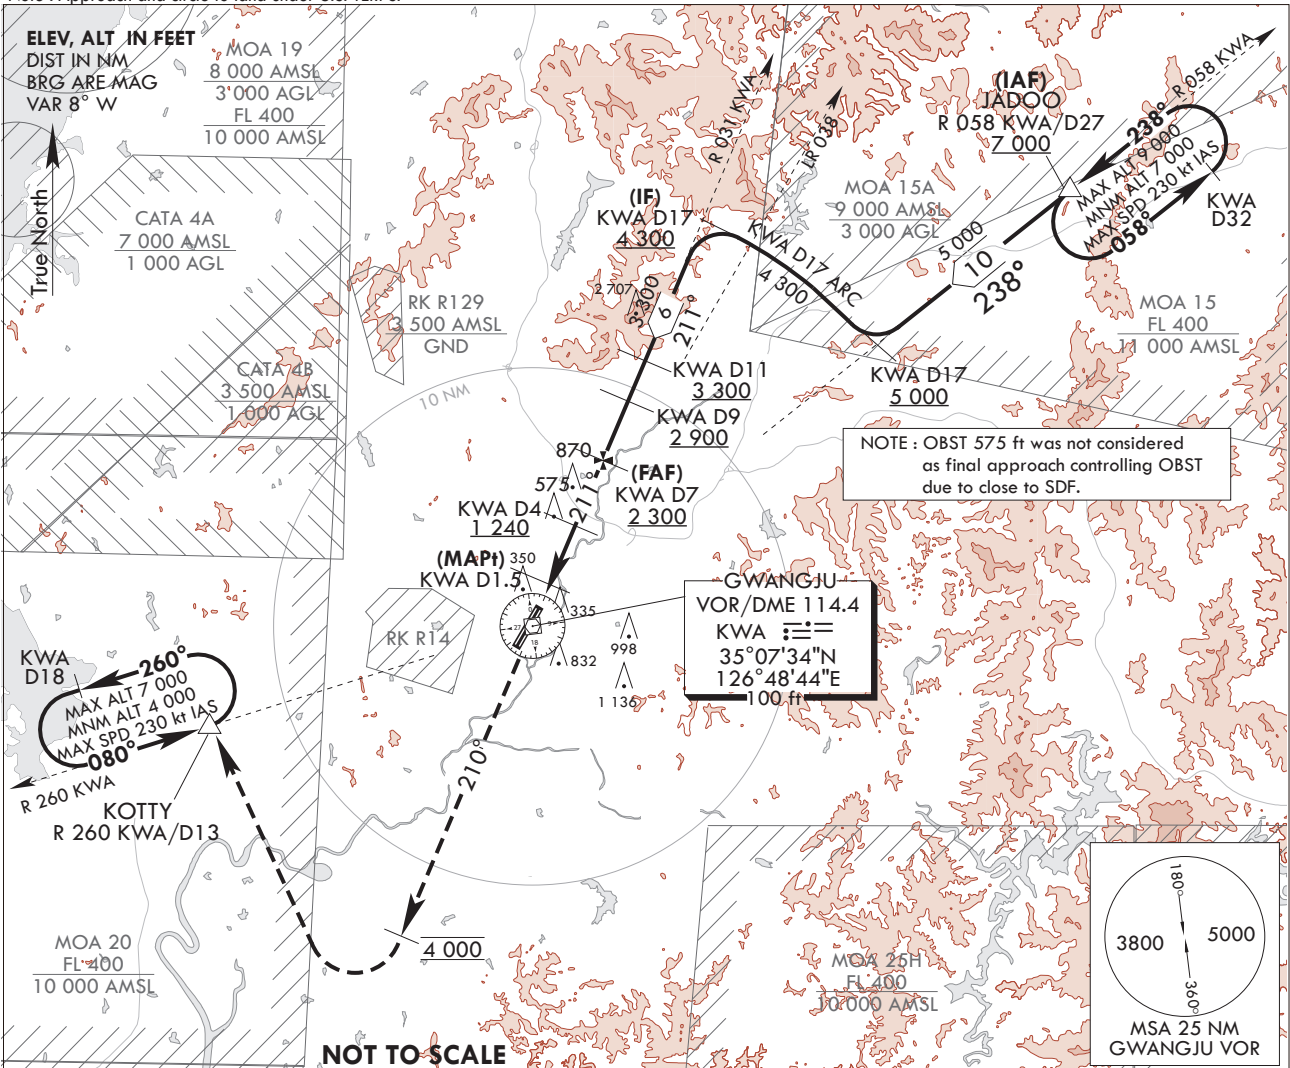 ELEV, ALT IN FEET
DIST IN NM
BRG ARE MAG
VAR 8° W
True North
MOA 19
8 000 AMSL
3 000 AGL
FL 400
10 000 AMSL
CATA 4A
7 000 AMSL
1 000 AGL
RK R129
3 500 AMSL
GND
CATA 4B
3 500 AMSL
1 000 AGL
10 NM
R 031 KWA
LR 038
(IAF)
JADOO
R 058 KWA/D27
7 000
R 058 KWA
238°
MAX ALT 9 000
MNM ALT 7 000
MAX SPD 230 kt IAS
058°
KWA
D32
MOA 15A
9 000 AMSL
3 000 AGL
(IF)
KWA D17
4 300
KWA D17 ARC
4 300
5 000
10
238°
MOA 15
FL 400
11 000 AMSL
2 707
3 300
6
211°
KWA D11
3 300
KWA D17
5 000
KWA D9
2 900
NOTE : OBST 575 ft was not considered
as final approach controlling OBST
due to close to SDF.
870
(FAF)
KWA D7
2 300
575
211°
KWA D4
1 240
(MAPt)
KWA D1.5
350
335
832
998
1 136
GWANGJU
VOR/DME 114.4
KWA
35°07'34"N
126°48'44"E
100 ft
RK R14
KWA
D18
260°
MAX ALT 7 000
MNM ALT 4 000
MAX SPD 230 kt IAS
080°
R 260 KWA
KOTTY
R 260 KWA/D13
210°
4 000
MOA 20
FL 400
10 000 AMSL
MOA 25H
FL 400
10 000 AMSL
180°
3800
5000
360°
MSA 25 NM
GWANGJU VOR
NOT TO SCALE